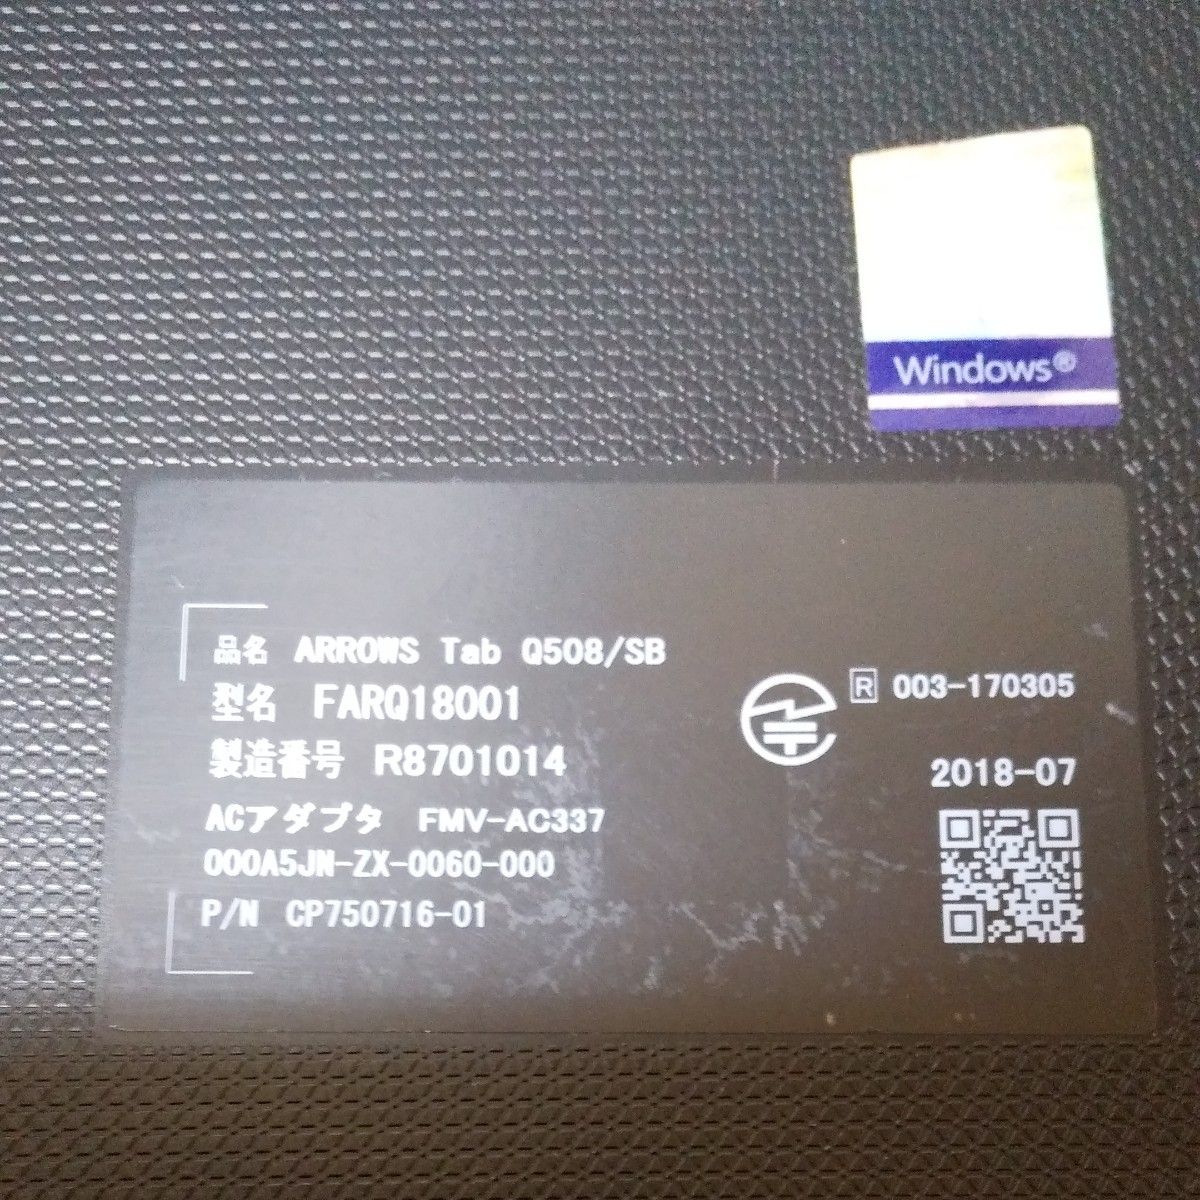 Windows®
品名 ARROWS Tab Q508/SB
型名 FARQ18001
製造番号 R8701014
ACアダプタ FMV-AC337
000A5JN-ZX-0060-000
P/N CP750716-01
R 003-170305
2018-07